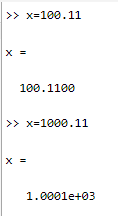 >> x=100.11
x =
100.1100
>> x=1000.11
x =
1.0001e+03